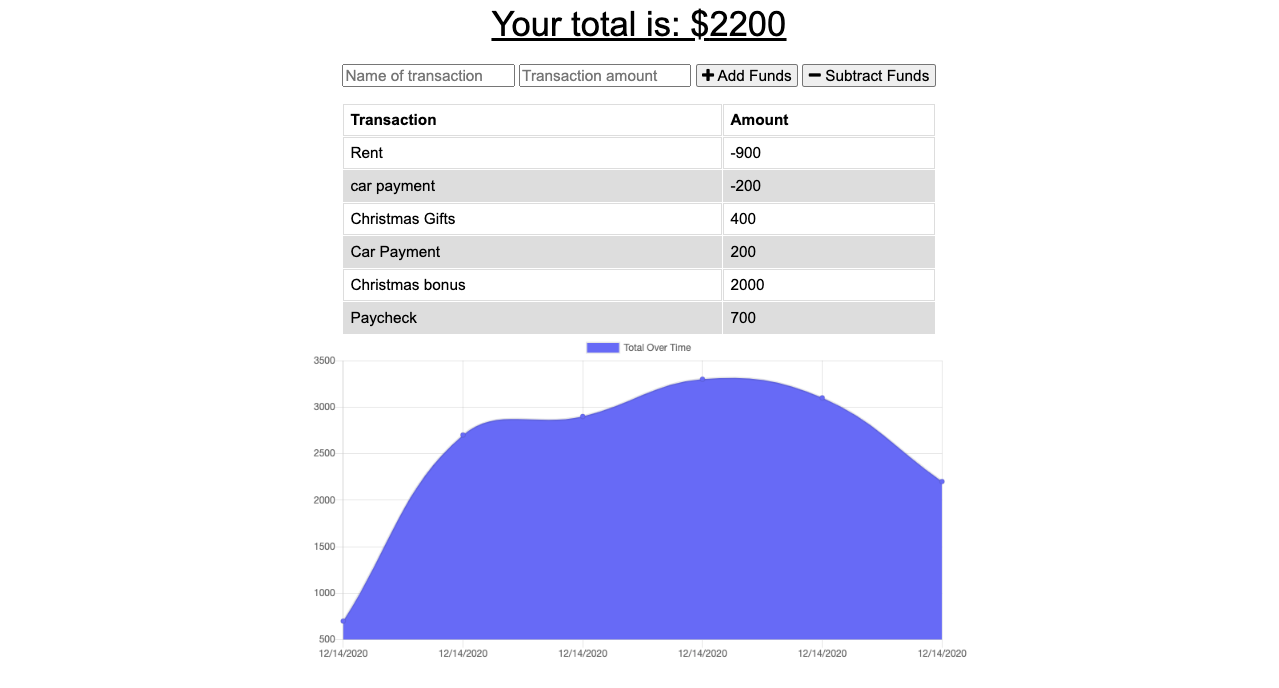 Your total is: $2200
Name of transaction Transaction amount Add Funds Subtract Funds
Transaction Amount
Rent -900
car payment -200
Christmas Gifts 400
Car Payment 200
Christmas bonus 2000
Paycheck 700
Total Over Time
3500
3000
2500
2000
1500
1000
500
12/14/2020 12/14/2020 12/14/2020 12/14/2020 12/14/2020 12/14/2020